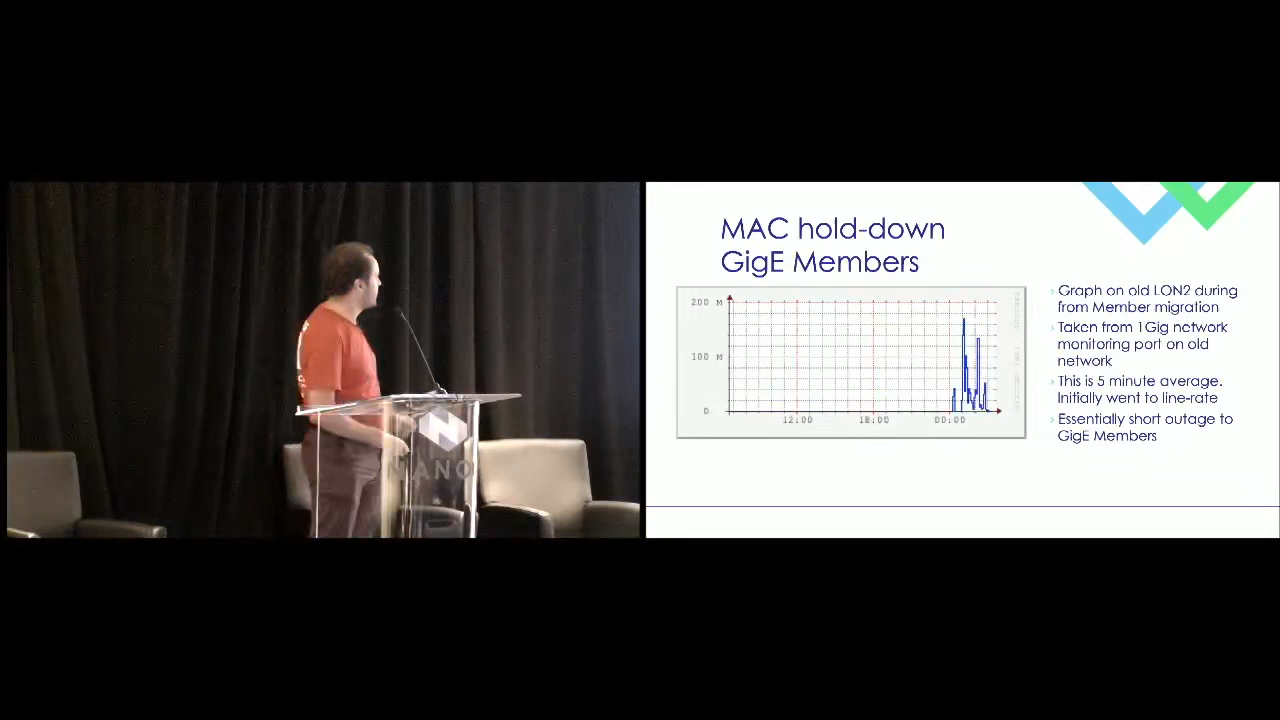 MAC hold-down
GigE Members
200 M
100 M
0
12:00
18:00
00:00
Graph on old LON2 during
from Member migration
Taken from 1Gig network
monitoring port on old
network
This is 5 minute average.
Initially went to line-rate
Essentially short outage to
GigE Members
N
NANO